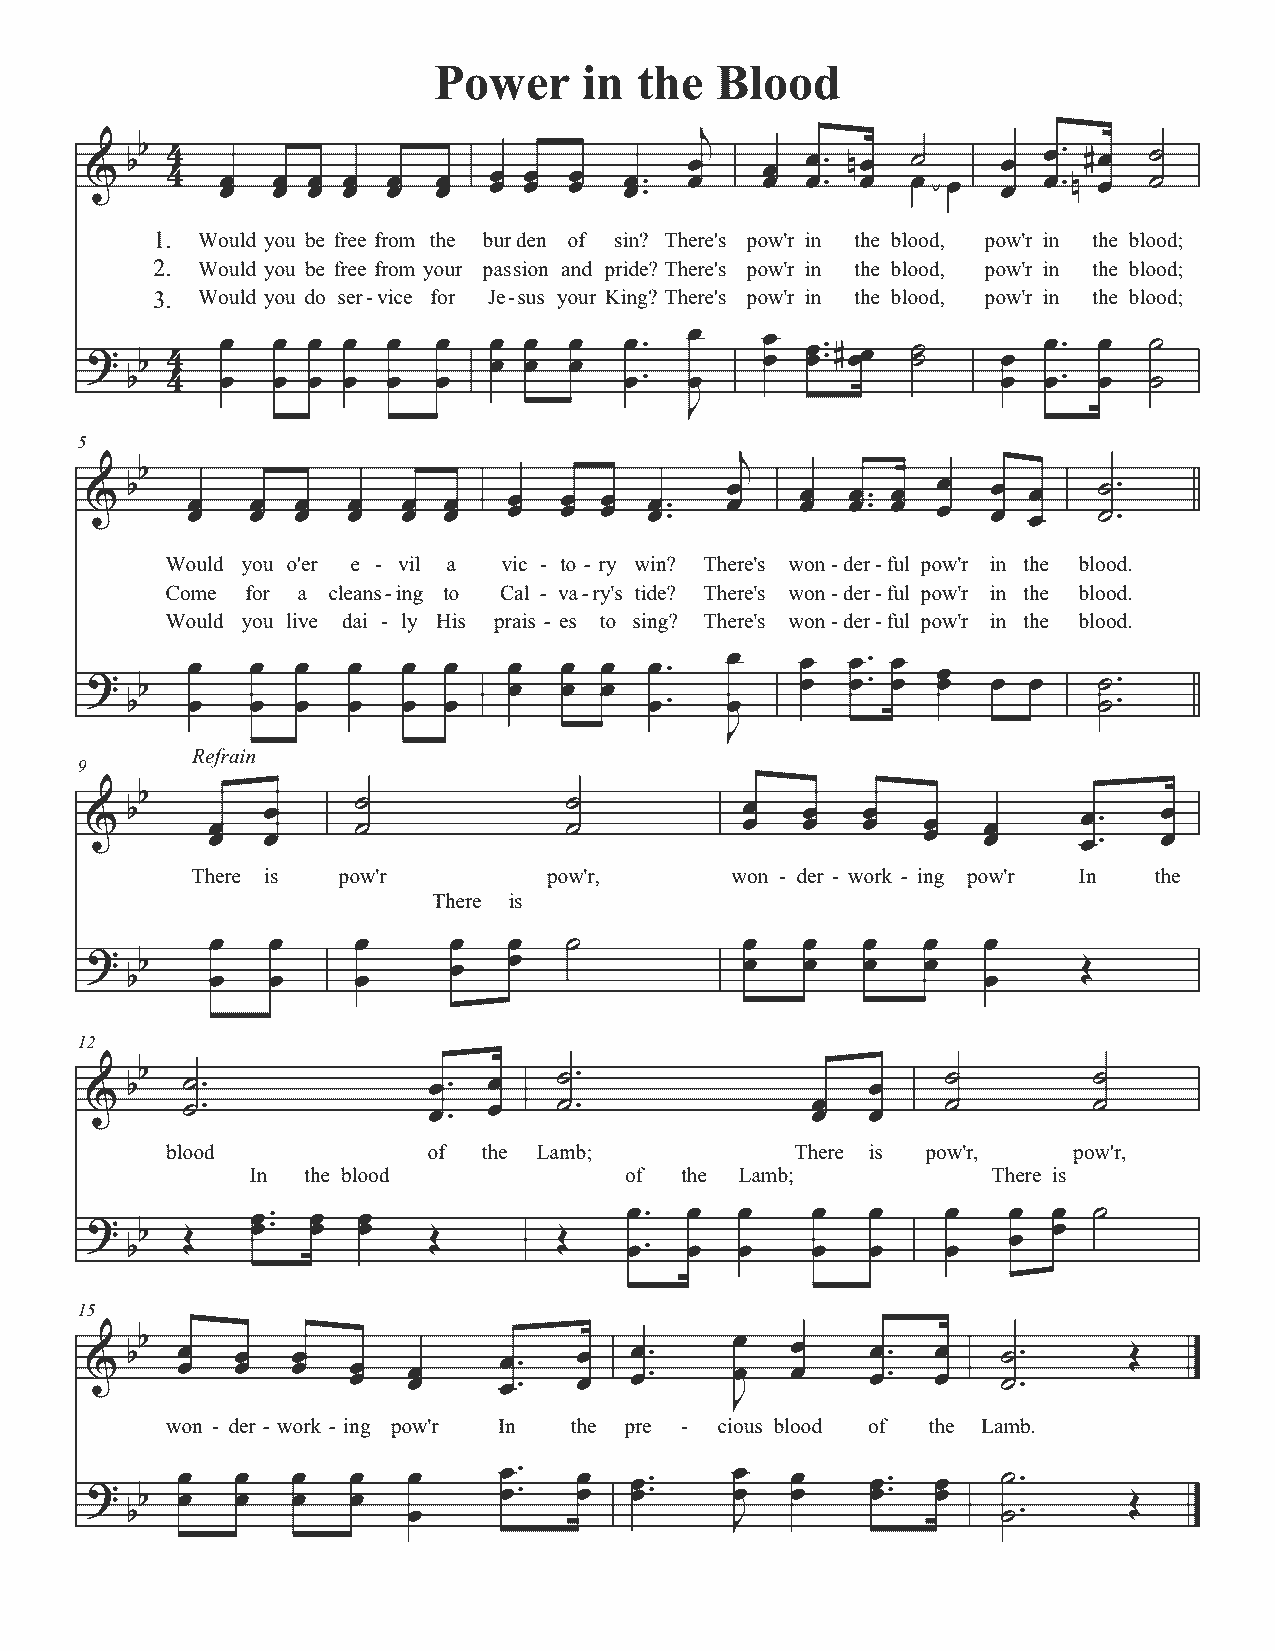 Power in the Blood
1. Would you be free from the bur den of sin? There's pow'r in the blood, pow'r in the blood;
2. Would you be free from your passion and pride? There's pow'r in the blood, pow'r in the blood;
3. Would you do ser - vice for Je - sus your King? There's pow'r in the blood, pow'r in the blood;
5
Would you o'er e - vil a vic - to - ry win? There's won - der - ful pow'r in the blood.
Come for a cleans - ing to Cal - va - ry's tide? There's won - der - ful pow'r in the blood.
Would you live dai - ly His prais - es to sing? There's won - der - ful pow'r in the blood.
Refrain
9
There is pow'r pow'r, won - der - work - ing pow'r In the
There is
12
blood of the Lamb; There is pow'r, pow'r,
In the blood of the Lamb; There is
15
won - der - work - ing pow'r In the pre - cious blood of the Lamb.